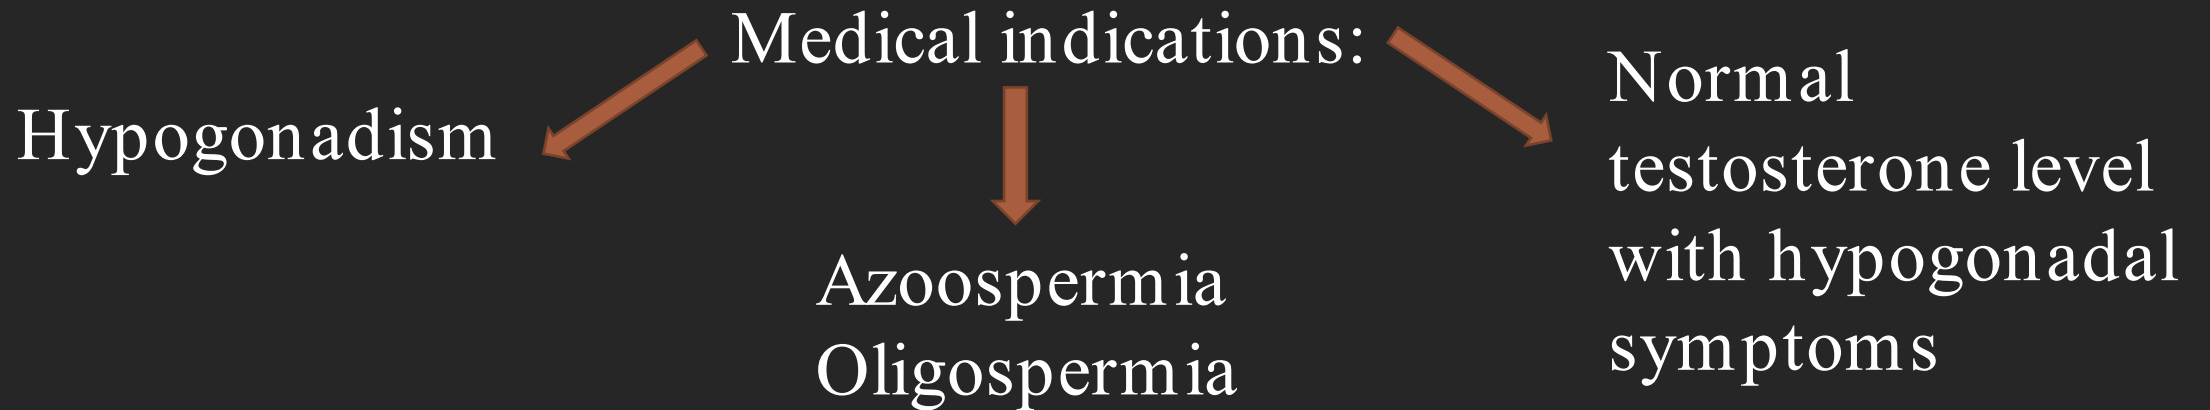 Medical indications:
Hypogonadism
Azoospermia
Oligospermia
Normal
testosterone level
with hypogonadal
symptoms